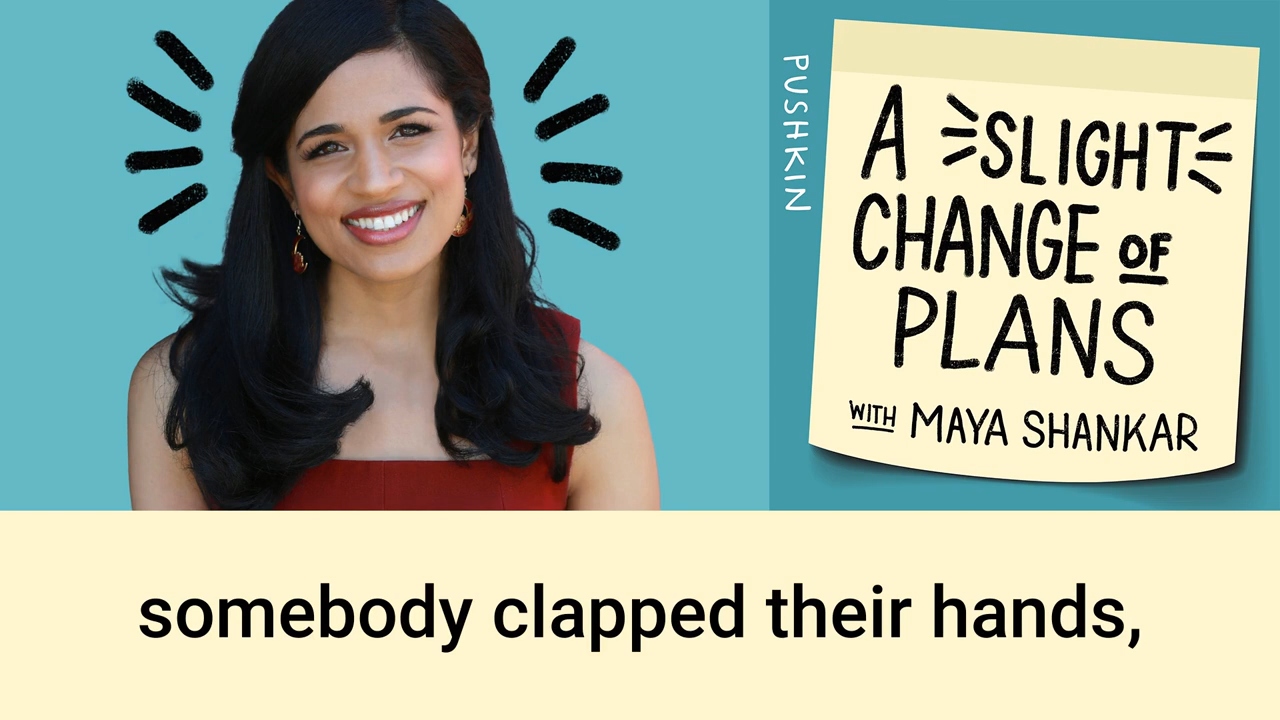 PUSHKIN
A SLIGHT
CHANGE OF
PLANS
WITH MAYA SHANKAR
somebody clapped their hands,